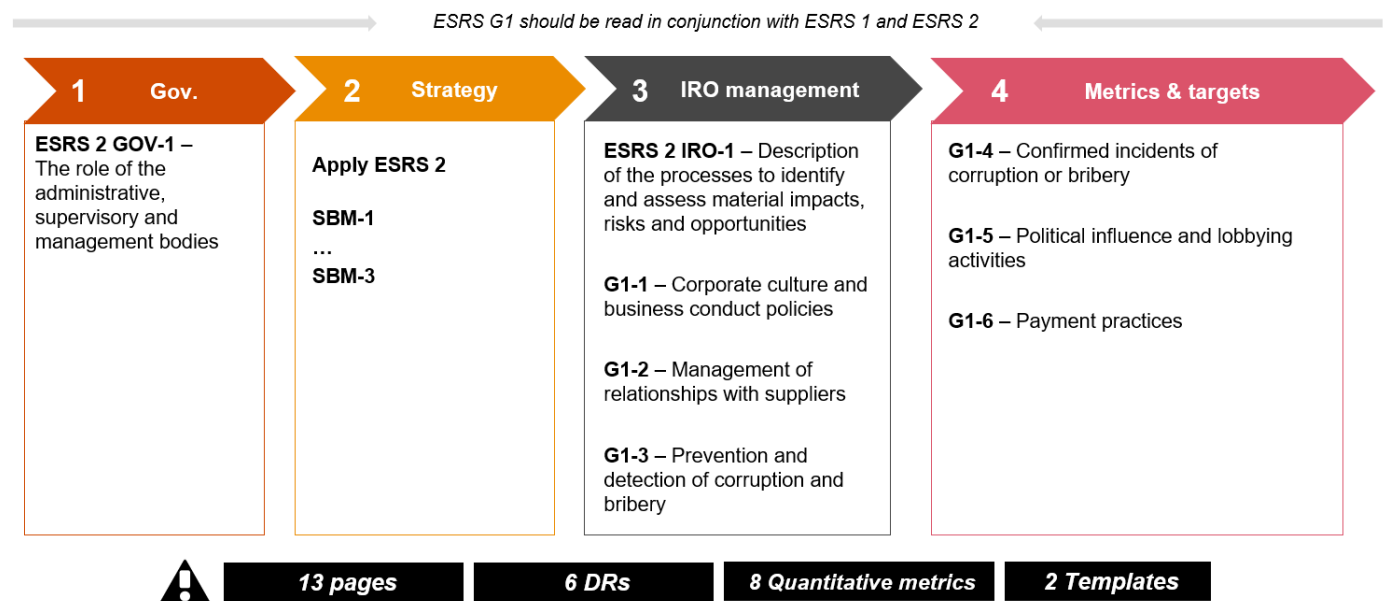 ESRS G1 should be read in conjunction with ESRS 1 and ESRS 2
1 Gov.
ESRS 2 GOV-1 –
The role of the
administrative,
supervisory and
management bodies
2 Strategy
Apply ESRS 2
SBM-1
...
SBM-3
3 IRO management
ESRS 2 IRO-1 – Description
of the processes to identify
and assess material impacts,
risks and opportunities
G1-1 – Corporate culture and
business conduct policies
G1-2 – Management of
relationships with suppliers
G1-3 – Prevention and
detection of corruption and
bribery
4 Metrics & targets
G1-4 – Confirmed incidents of
corruption or bribery
G1-5 – Political influence and lobbying
activities
G1-6 – Payment practices
!
13 pages
6 DRs
8 Quantitative metrics
2 Templates